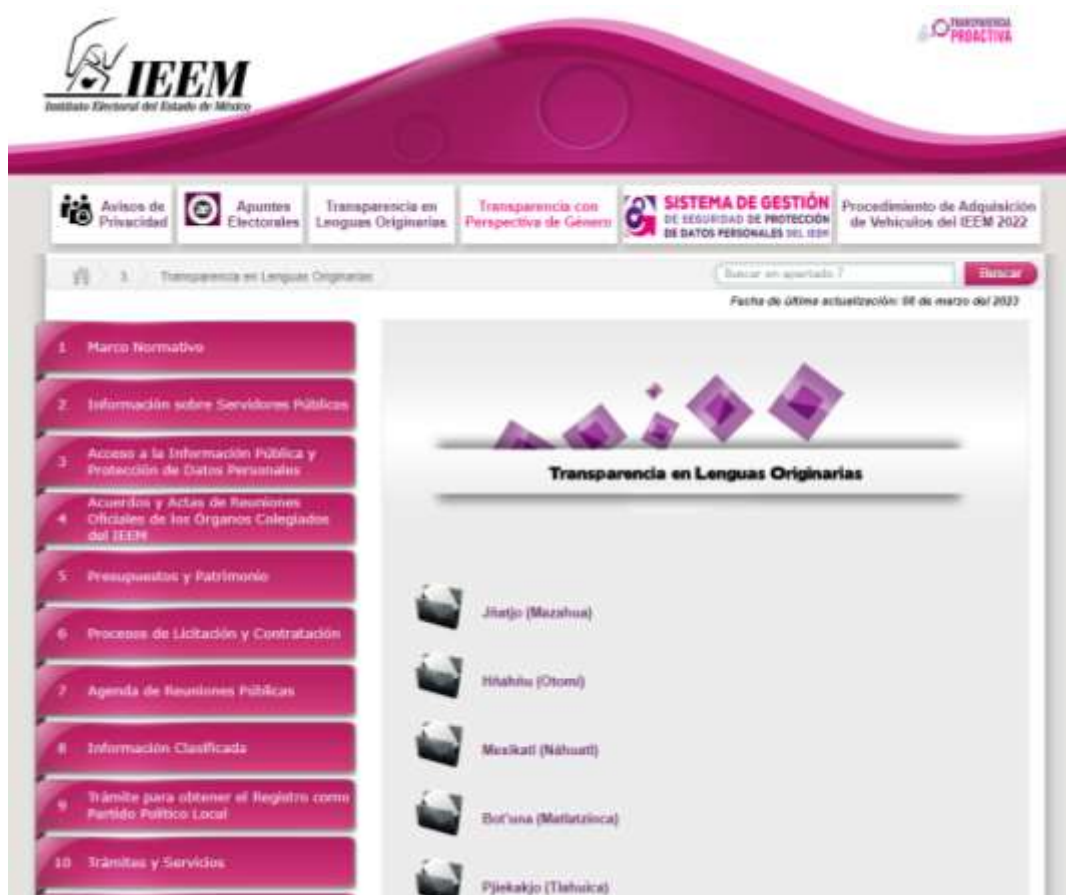 IEEM
Instituto Electoral del Estado de México
TRANSPARENCIA
PROACTIVA
Avisos de
Privacidad
Apuntes
Electorales
Transparencia en
Lenguas Originarias
Transparencia con
Perspectiva de Género
SISTEMA DE GESTIÓN
DE SEGURIDAD DE PROTECCIÓN
DE DATOS PERSONALES DEL IEEM
Procedimiento de Adquisición
de Vehículos del IEEM 2022
Transparencia en Lenguas Originarias
Buscar en apartado
Buscar
Fecha de última actualización: de marzo del 2023
1 Marco Normativo
2 Información sobre Servidores Públicos
3 Acceso a la Información Pública y
Protección de Datos Personales
4 Acuerdos y Actas de Reuniones
Oficiales de los Órganos Colegiados
del IEEM
5 Presupuestos y Patrimonio
6 Procesos de Licitación y Contratación
7 Agenda de Reuniones Públicas
8 Información Clasificada
9 Trámite para obtener el Registro como
Partido Político Local
10 Trámites y Servicios
Transparencia en Lenguas Originarias
Jñatjo (Mazahua)
Hñahñu (Otomí)
Mexikatl (Náhuatl)
Bot'una (Matlatzinca)
Pjiekakjo (Tlahuica)